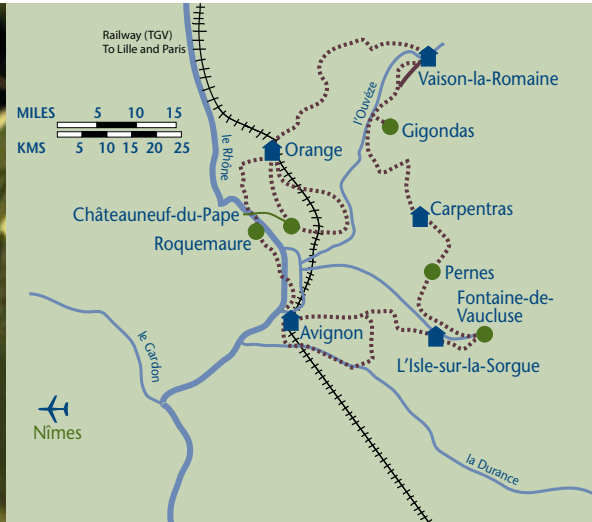 Railway (TGV)
To Lille and Paris
Vaison-la-Romaine
MILES 5 10 15
KMS 5 10 15 20 25
l'Ouvéze
le Rhône
Gigondas
Orange
Châteauneuf-du-Pape
Carpentras
Roquemaure
Pernes
Fontaine-de-
Vaucluse
Avignon
L'Isle-sur-la-Sorgue
le Gardon
Nîmes
la Durance